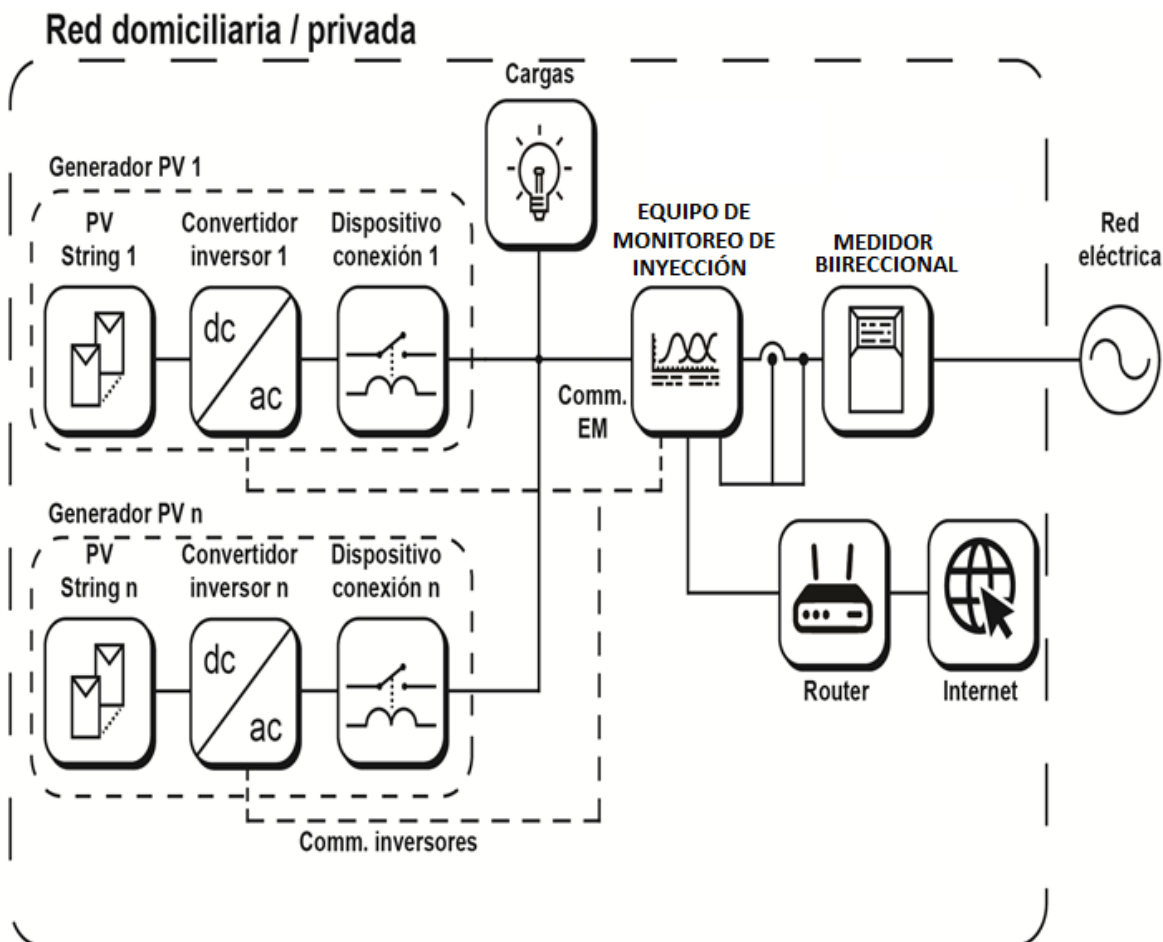 Red domiciliaria / privada
Cargas
Generador PV 1
PV
String 1
Convertidor
inversor 1
Dispositivo
conexión 1
EQUIPO DE
MONITOREO DE
INYECCIÓN
MEDIDOR
BIIRECCIONAL
Red
eléctrica
dc
ac
Comm.
EM
Generador PV n
PV
String n
Convertidor
inversor n
Dispositivo
conexión n
dc
ac
Router
Internet
Comm. inversores